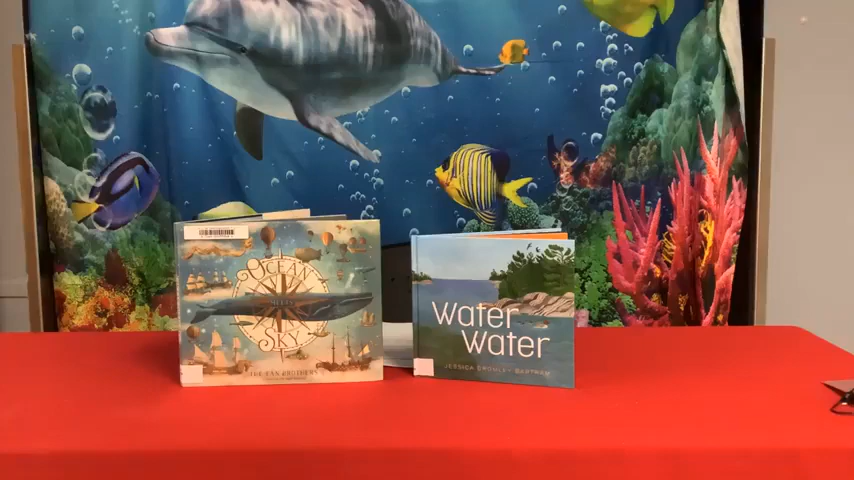 OCEAN
MEETS
SKY
THE FAN BROTHERS
Water
Water
JESSICA BROMLEY BARTRAM